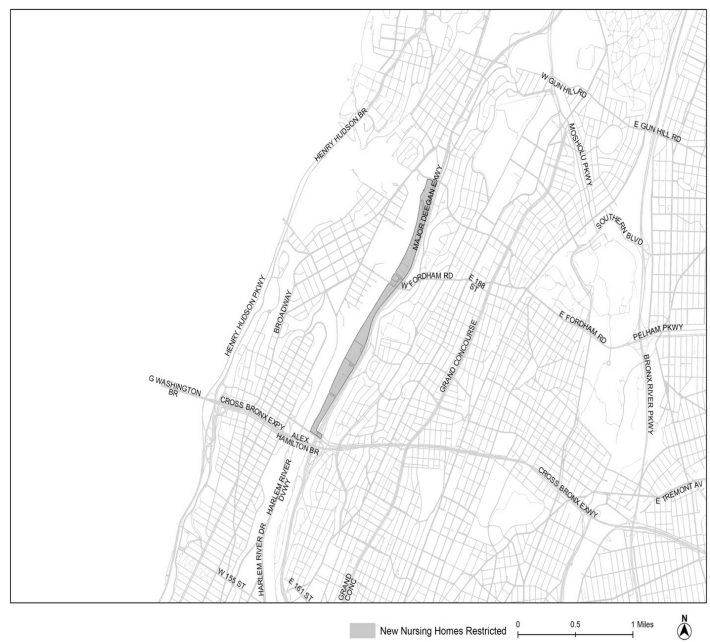 W GUN HILL RD
E GUN HILL RD
HENRY HUDSON BR
MOSHOLU PKWY
MAJOR DEEGAN EXWY
SOUTHERN BLVD
W FORDHAM RD
E 188
ST
HENRY HUDSON PKWY
BROADWAY
E FORDHAM RD
PELHAM PKWY
GRAND CONCOURSE
BRONX RIVER PKWY
G WASHINGTON
BR
CROSS BRONX EXPY
ALEX
HAMILTON BR
HARLEM RIVER
DVWY
CROSS BRONX EXWY
E TREMONT AV
HARLEM RIVER DR
W 155 ST
E 161 ST
GRAND
CONC
New Nursing Homes Restricted
0 0.5 1 Miles
N